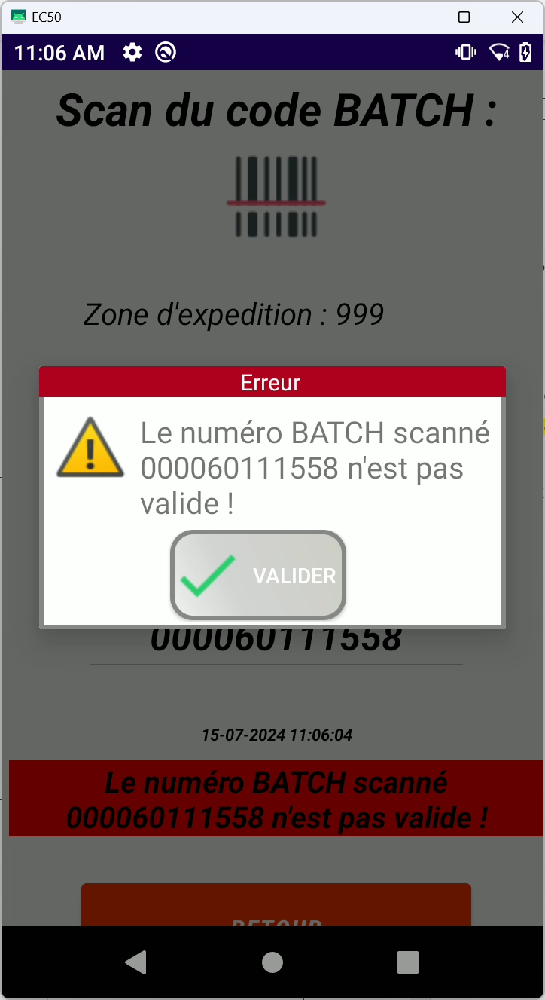 EC50
11:06 AM
4
Scan du code BATCH :
Zone d'expedition : 999
Erreur
Le numéro BATCH scanné
000060111558 n'est pas
valide !
VALIDER
000060111558
15-07-2024 11:06:04
Le numéro BATCH scanné
000060111558 n'est pas valide !
RETOUR